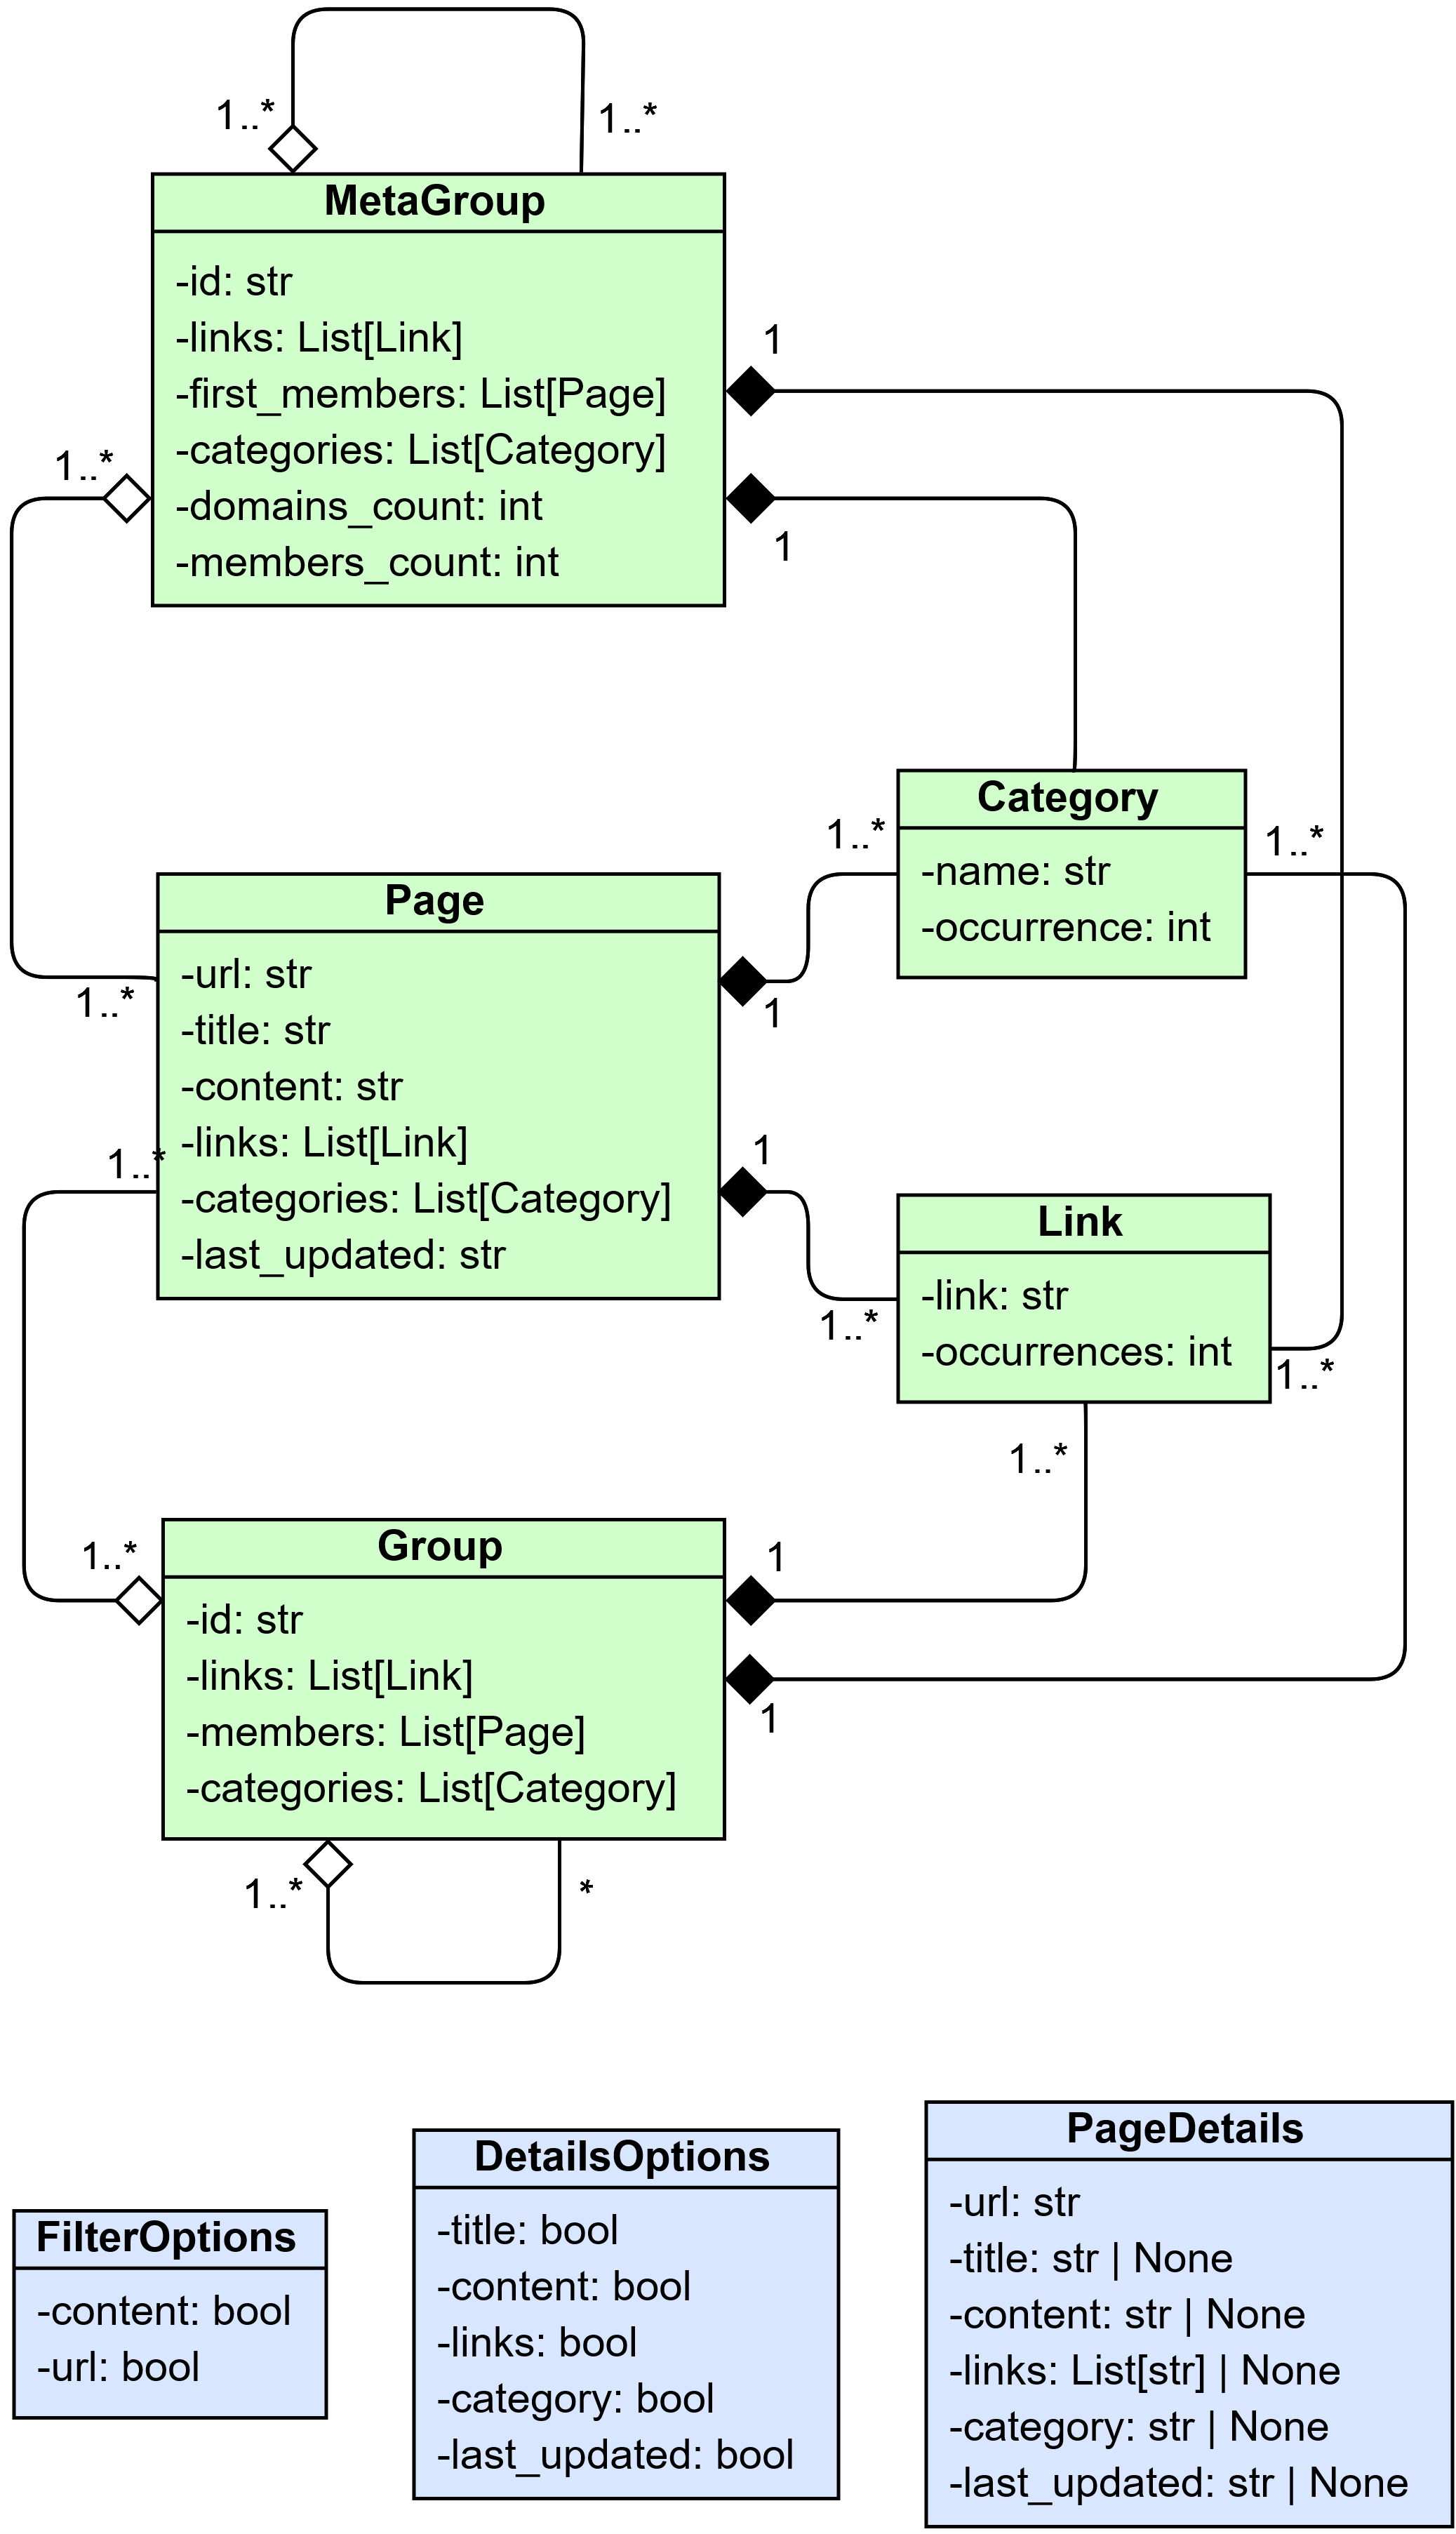 1..*
1..*
MetaGroup
-id: str
-links: List[Link]
-first_members: List[Page]
-categories: List[Category]
-domains_count: int
-members_count: int
1
1
1..*
Category
-name: str
-occurrence: int
1..*
1..*
Page
-url: str
-title: str
-content: str
-links: List[Link]
-categories: List[Category]
-last_updated: str
1..*
1..*
1
1
Link
-link: str
-occurrences: int
1..*
1..*
1..*
Group
-id: str
-links: List[Link]
-members: List[Page]
-categories: List[Category]
1..*
1
1
1..*
*
FilterOptions
-content: bool
-url: bool
DetailsOptions
-title: bool
-content: bool
-links: bool
-category: bool
-last_updated: bool
PageDetails
-url: str
-title: str | None
-content: str | None
-links: List[str] | None
-category: str | None
-last_updated: str | None